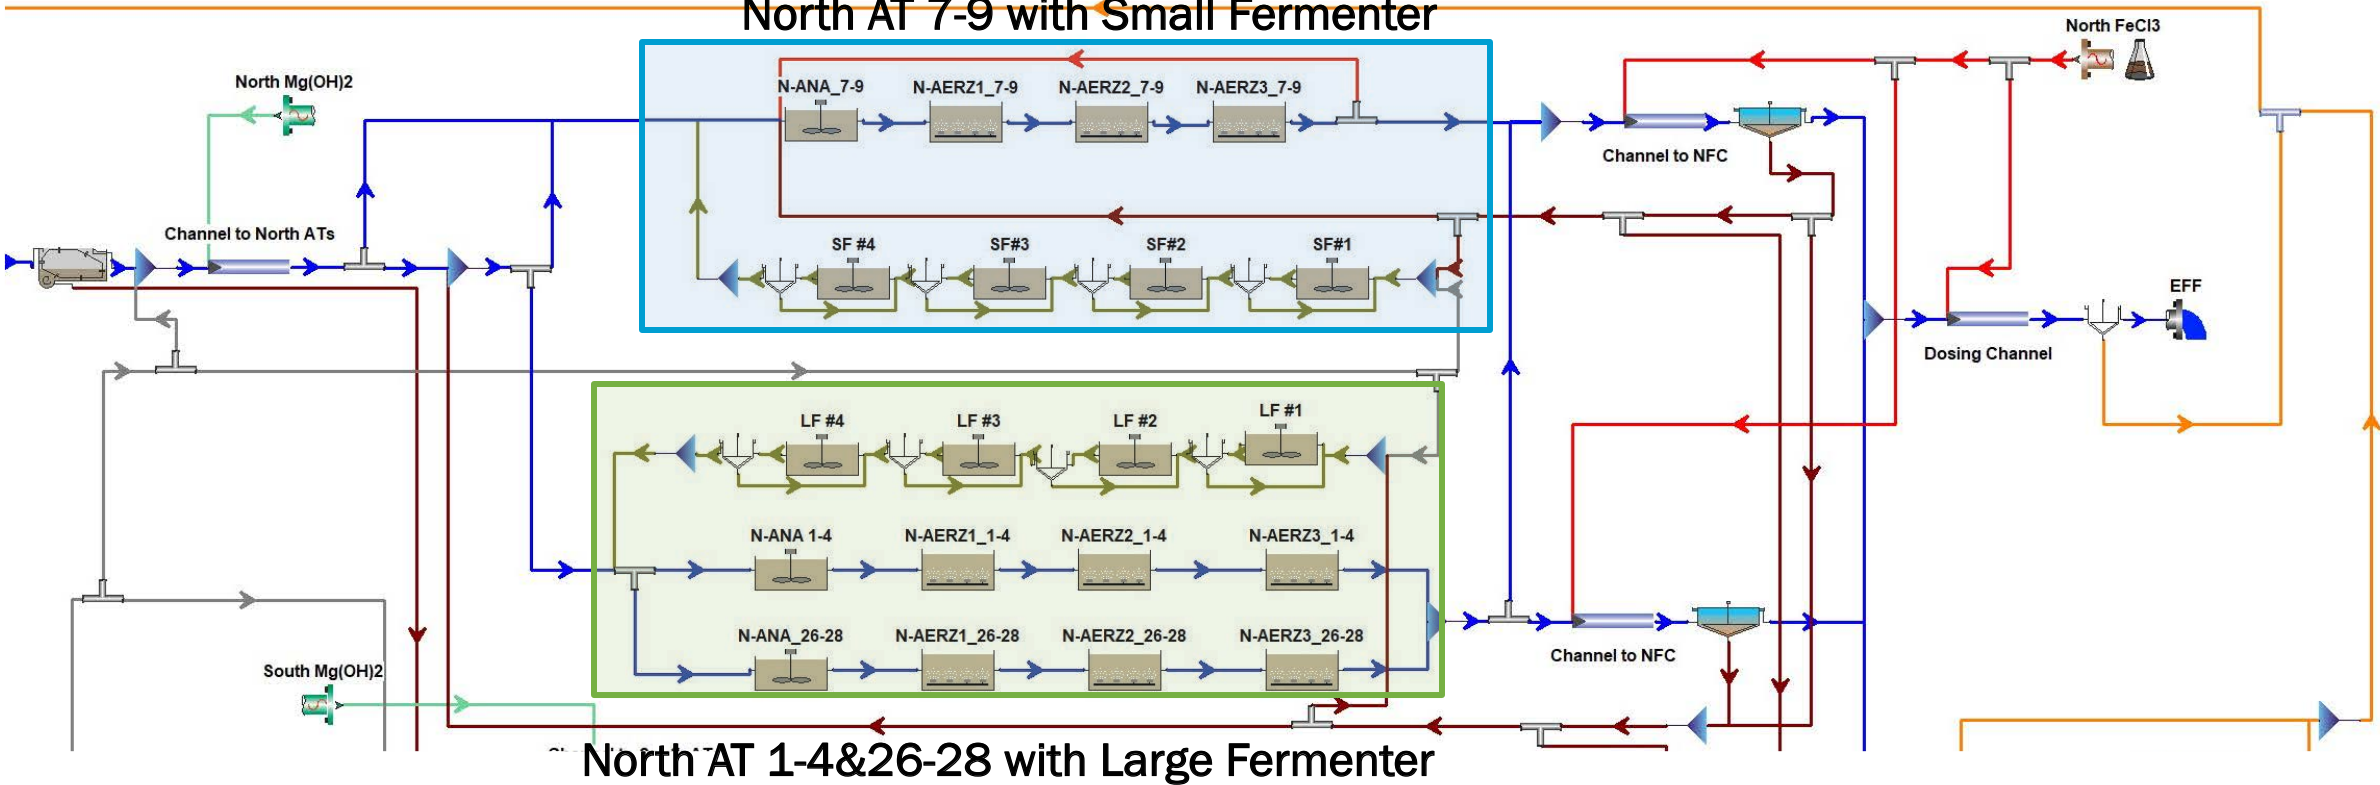 North AT 7-9 with Small Fermenter
North FeCl3
North Mg(OH)2
N-ANA_7-9
N-AERZ1_7-9
N-AERZ2_7-9
N-AERZ3_7-9
Channel to NFC
Channel to North ATs
SF #4
SF#3
SF#2
SF#1
EFF
Dosing Channel
LF #4
LF #3
LF #2
LF #1
N-ANA 1-4
N-AERZ1_1-4
N-AERZ2_1-4
N-AERZ3_1-4
N-ANA_26-28
N-AERZ1_26-28
N-AERZ2_26-28
N-AERZ3_26-28
Channel to NFC
South Mg(OH)2
North AT 1-4&26-28 with Large Fermenter